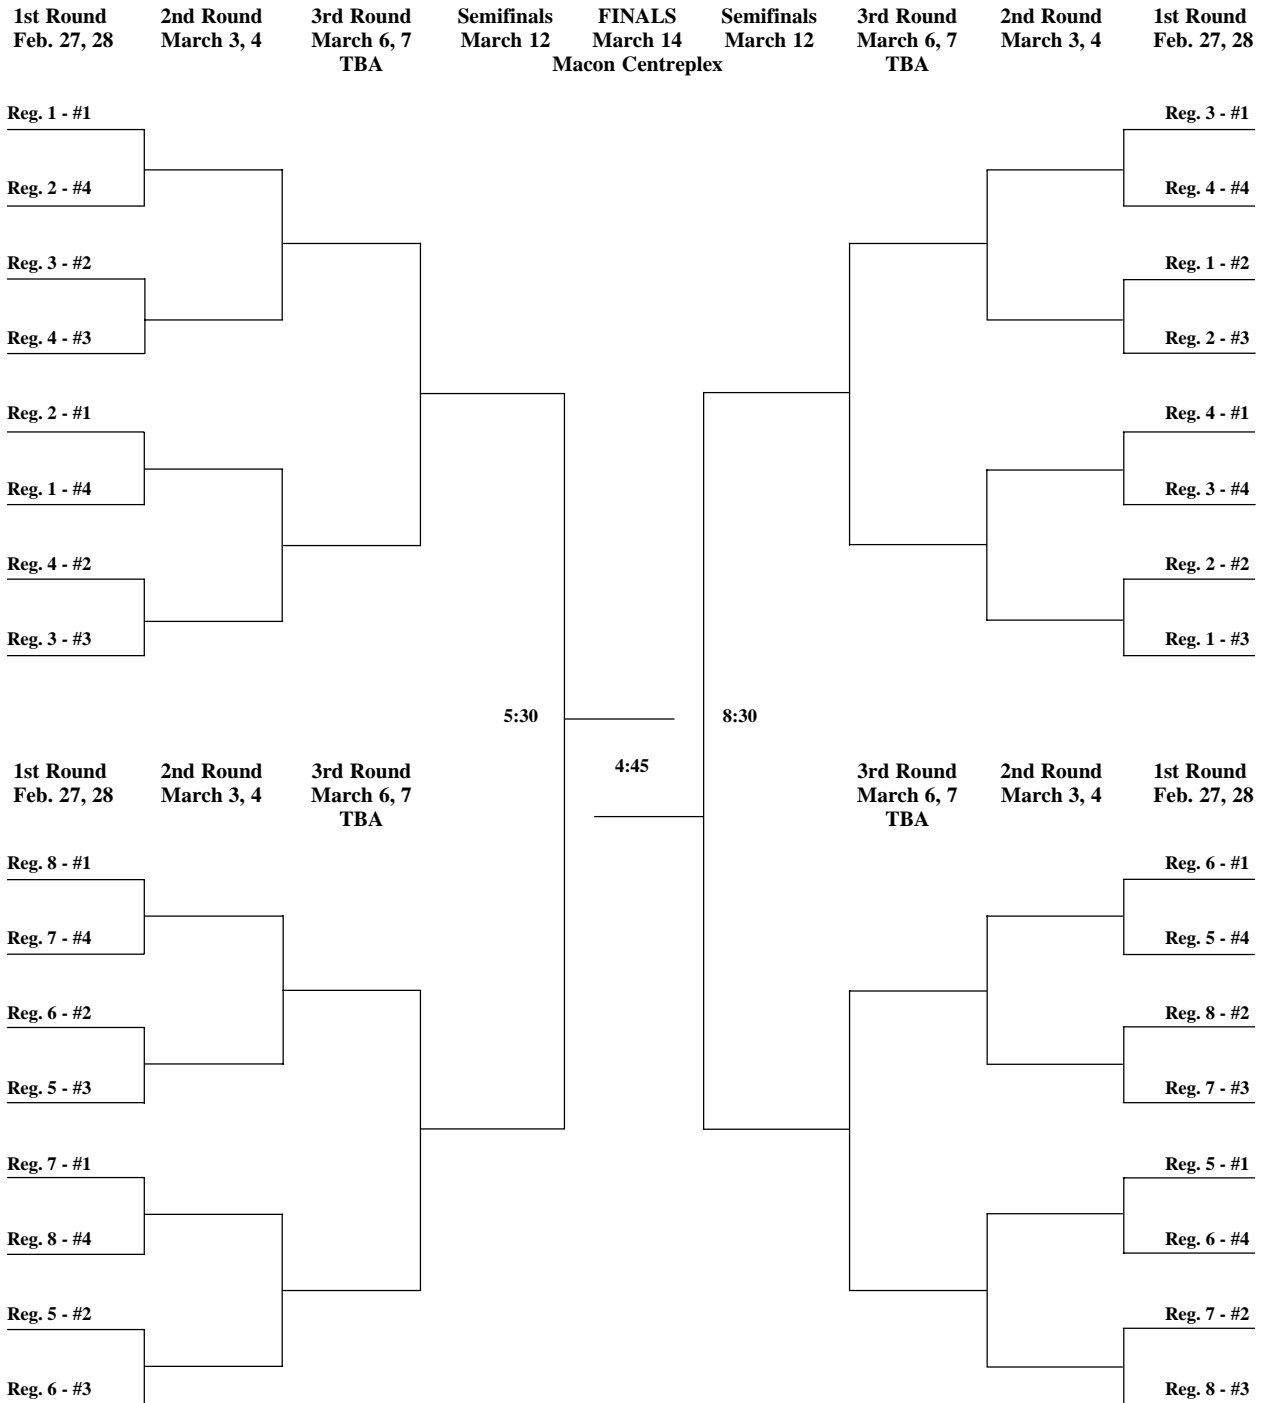 1st Round 2nd Round 3rd Round Semifinals FINALS Semifinals 3rd Round 2nd Round 1st Round
Feb. 27, 28 March 3, 4 March 6, 7 March 12 March 14 March 12 March 6, 7 March 3, 4 Feb. 27, 28
TBA Macon Centreplex TBA
Reg. 1 - #1 Reg. 3 - #1
Reg. 2 - #4 Reg. 4 - #4
Reg. 3 - #2 Reg. 1 - #2
Reg. 4 - #3 Reg. 2 - #3
Reg. 2 - #1 Reg. 4 - #1
Reg. 1 - #4 Reg. 3 - #4
Reg. 4 - #2 Reg. 2 - #2
Reg. 3 - #3 Reg. 1 - #3
5:30 8:30
4:45
1st Round 2nd Round 3rd Round 3rd Round 2nd Round 1st Round
Feb. 27, 28 March 3, 4 March 6, 7 March 6, 7 March 3, 4 Feb. 27, 28
TBA TBA
Reg. 8 - #1 Reg. 6 - #1
Reg. 7 - #4 Reg. 5 - #4
Reg. 6 - #2 Reg. 8 - #2
Reg. 5 - #3 Reg. 7 - #3
Reg. 7 - #1 Reg. 5 - #1
Reg. 8 - #4 Reg. 6 - #4
Reg. 5 - #2 Reg. 7 - #2
Reg. 6 - #3 Reg. 8 - #3